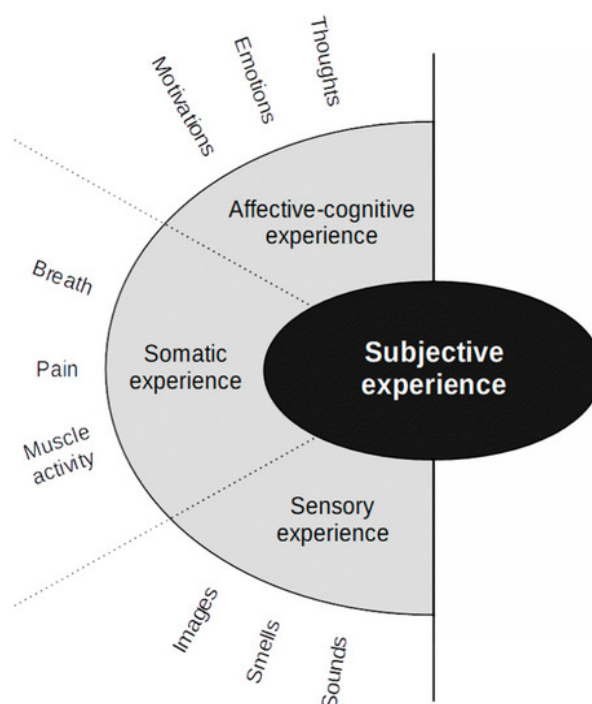 Motivations
Emotions
Thoughts
Affective-cognitive
experience
Breath
Pain
Muscle
activity
Somatic
experience
Subjective
experience
Sensory
experience
Images
Smells
Sounds